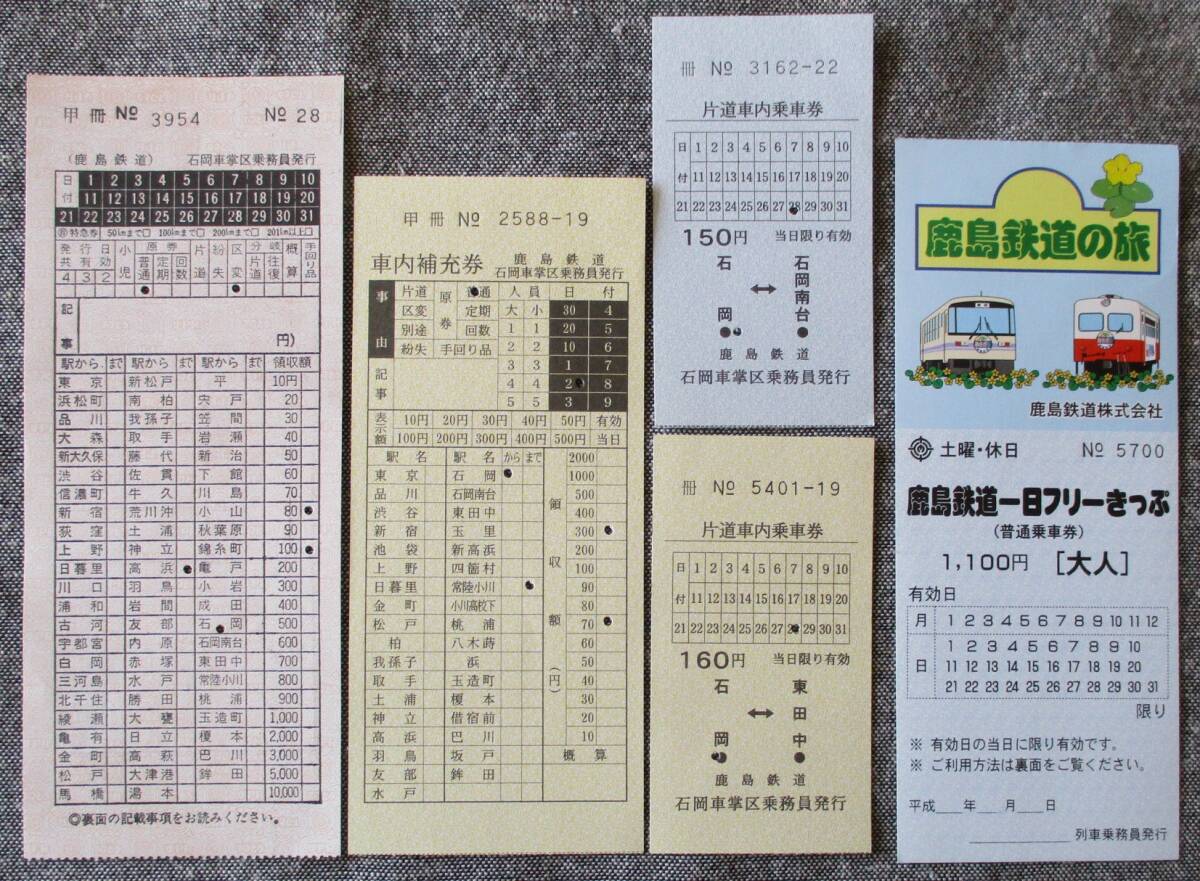 甲 冊 № 3954 № 28
(鹿島鉄道) 石岡車掌区乗務員発行
日 1 2 3 4 5 6 7 8 9 10
付 11 12 13 14 15 16 17 18 19 20
21 22 23 24 25 26 27 28 29 30 31
特急券 50kmまで□ 100kmまで□ 200kmまで□ 201km以上□
発行日共有効 4 3 2 小児 原券 普通 定期 回数 片道 紛失 区変 分岐 片道 往復 概算 手回り品
記事 円)
駅から まで 駅から まで 駅から まで 領収額
東京 新松戸 平 10円
浜松町 南柏 宍戸 20
品川 我孫子 笠間 30
大森 取手 岩瀬 40
新大久保 藤代 新治 50
渋谷 佐貫 下館 60
信濃町 牛久 川島 70
新宿 荒川沖 小山 80
荻窪 土浦 秋葉原 90
上野 神立 錦糸町 100
日暮里 高浜 亀戸 200
川口 羽鳥 小岩 300
浦和 岩間 成田 400
古河 友部 石岡 500
宇都宮 内原 石岡南台 600
白岡 赤塚 東田中 700
三河島 水戸 常陸小川 800
北千住 勝田 桃浦 900
綾瀬 大甕 玉造町 1,000
亀有 日立 榎本 2,000
金町 高萩 巴川 3,000
松戸 大津港 鉾田 5,000
馬橋 湯本 10,000
◎裏面の記載事項をお読みください。
甲 冊 № 2588-19
車内補充券 鹿島鉄道
石岡車掌区乗務員発行
事由 片道 原券 普通 人員 日付
区変 定期 大 小 30 4
別途 回数 1 1 20 5
紛失 手回り品 2 2 10 6
記事 3 3 1 7
4 4 2 8
5 5 3 9
表示額 10円 20円 30円 40円 50円 有効
100円 200円 300円 400円 500円 当日
駅名 駅名 から まで 領収額(円) 2000
東京 石岡 1000
品川 石岡南台 500
渋谷 東田中 400
新宿 玉里 300
池袋 新高浜 200
上野 四箇村 100
日暮里 常陸小川 90
金町 小川高校下 80
松戸 桃浦 70
柏 八木蒔 60
我孫子 浜 50
取手 玉造町 40
土浦 榎本 30
神立 借宿前 20
高浜 巴川 10
羽鳥 坂戸 概算
友部 鉾田
水戸
冊 № 3162-22
片道車内乗車券
日 1 2 3 4 5 6 7 8 9 10
付 11 12 13 14 15 16 17 18 19 20
21 22 23 24 25 26 27 28 29 30 31
150円 当日限り有効
石岡 ↔ 石岡南台
鹿島鉄道
石岡車掌区乗務員発行
冊 № 5401-19
片道車内乗車券
日 1 2 3 4 5 6 7 8 9 10
付 11 12 13 14 15 16 17 18 19 20
21 22 23 24 25 26 27 28 29 30 31
160円 当日限り有効
石岡 ↔ 東田中
鹿島鉄道
石岡車掌区乗務員発行
鹿島鉄道の旅
鹿島鉄道株式会社
土曜・休日 № 5700
鹿島鉄道一日フリーきっぷ
(普通乗車券)
1,100円 [大人]
有効日
月 1 2 3 4 5 6 7 8 9 10 11 12
日 1 2 3 4 5 6 7 8 9 10
11 12 13 14 15 16 17 18 19 20
21 22 23 24 25 26 27 28 29 30 31
限り
※ 有効日の当日に限り有効です。
※ ご利用方法は裏面をご覧ください。
平成___年___月___日
列車乗務員発行